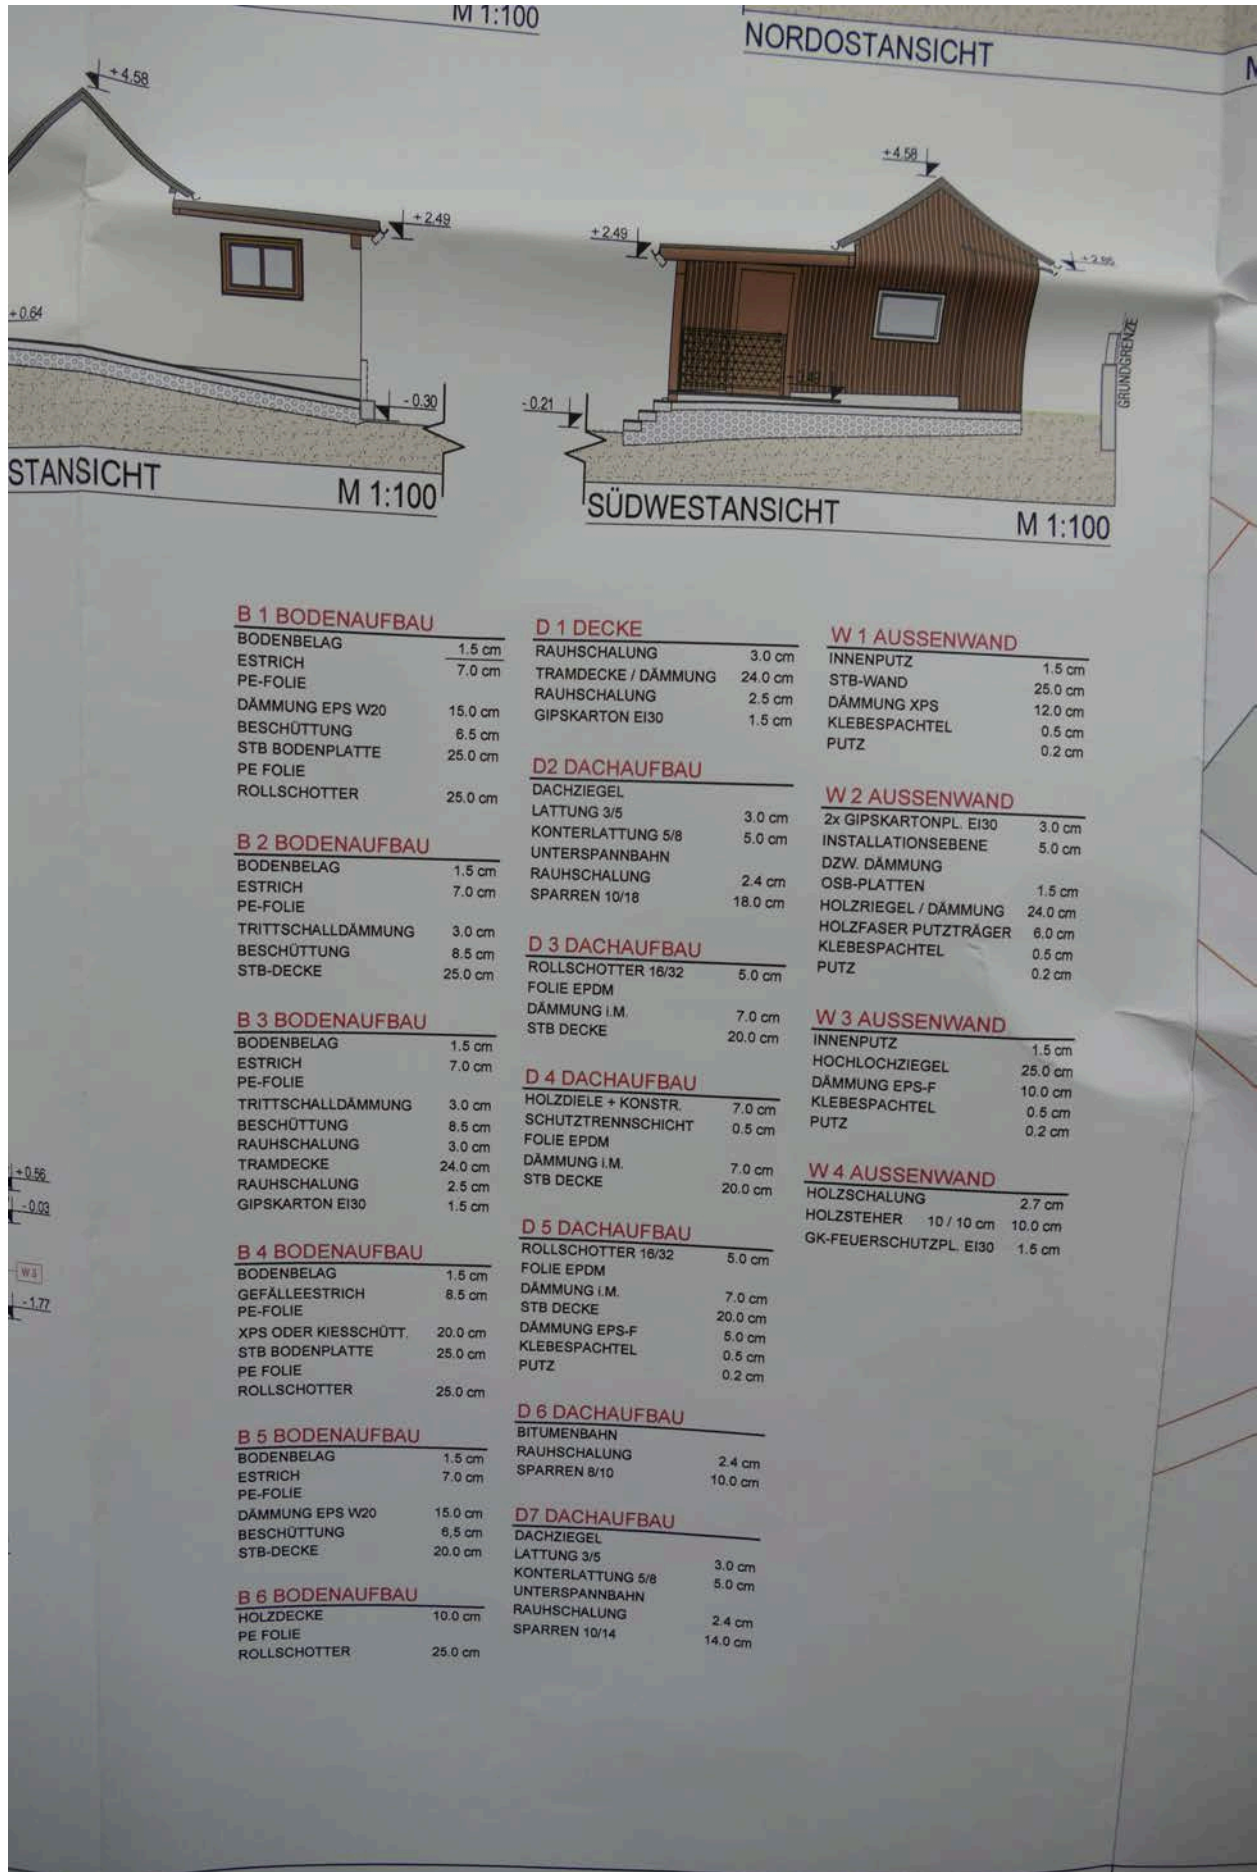 M 1:100
NORDOSTANSICHT
+4.58
+2.49
+0.64
- 0.30
STANSICHT
M 1:100
+4.58
+2.49
- 0.21
GRUNDGRENZE
SÜDWESTANSICHT
M 1:100
B 1 BODENAUFBAU
BODENBELAG 1.5 cm
ESTRICH 7.0 cm
PE-FOLIE
DÄMMUNG EPS W20 15.0 cm
BESCHÜTTUNG 6.5 cm
STB BODENPLATTE 25.0 cm
PE FOLIE
ROLLSCHOTTER 25.0 cm
B 2 BODENAUFBAU
BODENBELAG 1.5 cm
ESTRICH 7.0 cm
PE-FOLIE
TRITTSCHALLDÄMMUNG 3.0 cm
BESCHÜTTUNG 8.5 cm
STB-DECKE 25.0 cm
B 3 BODENAUFBAU
BODENBELAG 1.5 cm
ESTRICH 7.0 cm
PE-FOLIE
TRITTSCHALLDÄMMUNG 3.0 cm
BESCHÜTTUNG 8.5 cm
RAUHSCHALUNG 3.0 cm
TRAMDECKE 24.0 cm
RAUHSCHALUNG 2.5 cm
GIPSKARTON EI30 1.5 cm
B 4 BODENAUFBAU
BODENBELAG 1.5 cm
GEFÄLLEESTRICH 8.5 cm
PE-FOLIE
XPS ODER KIESSCHÜTT. 20.0 cm
STB BODENPLATTE 25.0 cm
PE FOLIE
ROLLSCHOTTER 25.0 cm
B 5 BODENAUFBAU
BODENBELAG 1.5 cm
ESTRICH 7.0 cm
PE-FOLIE
DÄMMUNG EPS W20 15.0 cm
BESCHÜTTUNG 6,5 cm
STB-DECKE 20.0 cm
B 6 BODENAUFBAU
HOLZDECKE 10.0 cm
PE FOLIE
ROLLSCHOTTER 25.0 cm
D 1 DECKE
RAUHSCHALUNG 3.0 cm
TRAMDECKE / DÄMMUNG 24.0 cm
RAUHSCHALUNG 2.5 cm
GIPSKARTON EI30 1.5 cm
D2 DACHAUFBAU
DACHZIEGEL
LATTUNG 3/5 3.0 cm
KONTERLATTUNG 5/8 5.0 cm
UNTERSPANNBAHN
RAUHSCHALUNG 2.4 cm
SPARREN 10/18 18.0 cm
D 3 DACHAUFBAU
ROLLSCHOTTER 16/32 5.0 cm
FOLIE EPDM
DÄMMUNG i.M. 7.0 cm
STB DECKE 20.0 cm
D 4 DACHAUFBAU
HOLZDIELE + KONSTR. 7.0 cm
SCHUTZTRENNSCHICHT 0.5 cm
FOLIE EPDM
DÄMMUNG i.M. 7.0 cm
STB DECKE 20.0 cm
D 5 DACHAUFBAU
ROLLSCHOTTER 16/32 5.0 cm
FOLIE EPDM
DÄMMUNG i.M. 7.0 cm
STB DECKE 20.0 cm
DÄMMUNG EPS-F 5.0 cm
KLEBESPACHTEL 0.5 cm
PUTZ 0.2 cm
D 6 DACHAUFBAU
BITUMENBAHN
RAUHSCHALUNG 2.4 cm
SPARREN 8/10 10.0 cm
D7 DACHAUFBAU
DACHZIEGEL
LATTUNG 3/5 3.0 cm
KONTERLATTUNG 5/8 5.0 cm
UNTERSPANNBAHN
RAUHSCHALUNG 2.4 cm
SPARREN 10/14 14.0 cm
W 1 AUSSENWAND
INNENPUTZ 1.5 cm
STB-WAND 25.0 cm
DÄMMUNG XPS 12.0 cm
KLEBESPACHTEL 0.5 cm
PUTZ 0.2 cm
W 2 AUSSENWAND
2x GIPSKARTONPL. EI30 3.0 cm
INSTALLATIONSEBENE 5.0 cm
DZW. DÄMMUNG
OSB-PLATTEN 1.5 cm
HOLZRIEGEL / DÄMMUNG 24.0 cm
HOLZFASER PUTZTRÄGER 6.0 cm
KLEBESPACHTEL 0.5 cm
PUTZ 0.2 cm
W 3 AUSSENWAND
INNENPUTZ 1.5 cm
HOCHLOCHZIEGEL 25.0 cm
DÄMMUNG EPS-F 10.0 cm
KLEBESPACHTEL 0.5 cm
PUTZ 0.2 cm
W 4 AUSSENWAND
HOLZSCHALUNG 2.7 cm
HOLZSTEHER 10 / 10 cm 10.0 cm
GK-FEUERSCHUTZPL. EI30 1.5 cm
+0.56
- 0.03
W3
- 1.77